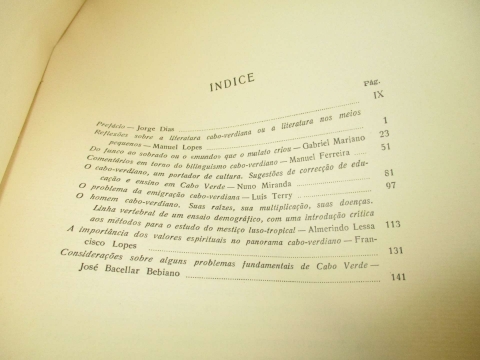 INDICE
Pág.
Prefácio — Jorge Dias IX
Reflexões sobre a literatura cabo-verdiana ou a literatura nos meios
pequenos — Manuel Lopes 1
Do funco ao sobrado ou o «mundo» que o mulato criou — Gabriel Mariano 23
Comentários em torno do bilinguismo cabo-verdiano — Manuel Ferreira 51
O cabo-verdiano, um portador de cultura. Sugestões de correcção de edu-
cação e ensino em Cabo Verde — Nuno Miranda 81
O problema da emigração cabo-verdiana — Luís Terry 97
O homem cabo-verdiano. Suas raízes, sua multiplicação, suas doenças.
Linha vertebral de um ensaio demográfico, com uma introdução crítica
aos métodos para o estudo do mestiço luso-tropical — Almerindo Lessa 113
A importância dos valores espirituais no panorama cabo-verdiano — Fran-
cisco Lopes 131
Considerações sobre alguns problemas fundamentais de Cabo Verde —
José Bacellar Bebiano 141